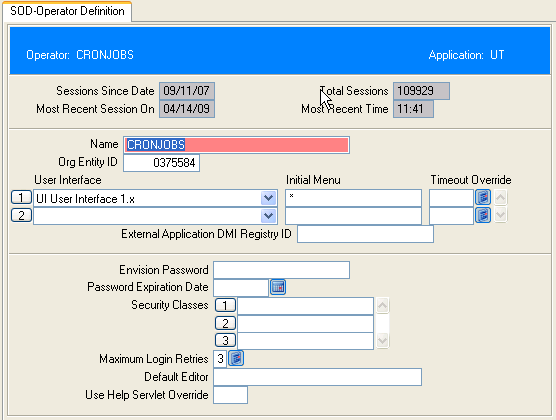 SOD-Operator Definition
Operator: CRONJOBS Application: UT
Sessions Since Date 09/11/07 Total Sessions 109929
Most Recent Session On 04/14/09 Most Recent Time 11:41
Name CRONJOBS
Org Entity ID 0375584
User Interface Initial Menu Timeout Override
1 UI User Interface 1.x *
2
External Application DMI Registry ID
Envision Password
Password Expiration Date
Security Classes 1
2
3
Maximum Login Retries 3
Default Editor
Use Help Servlet Override